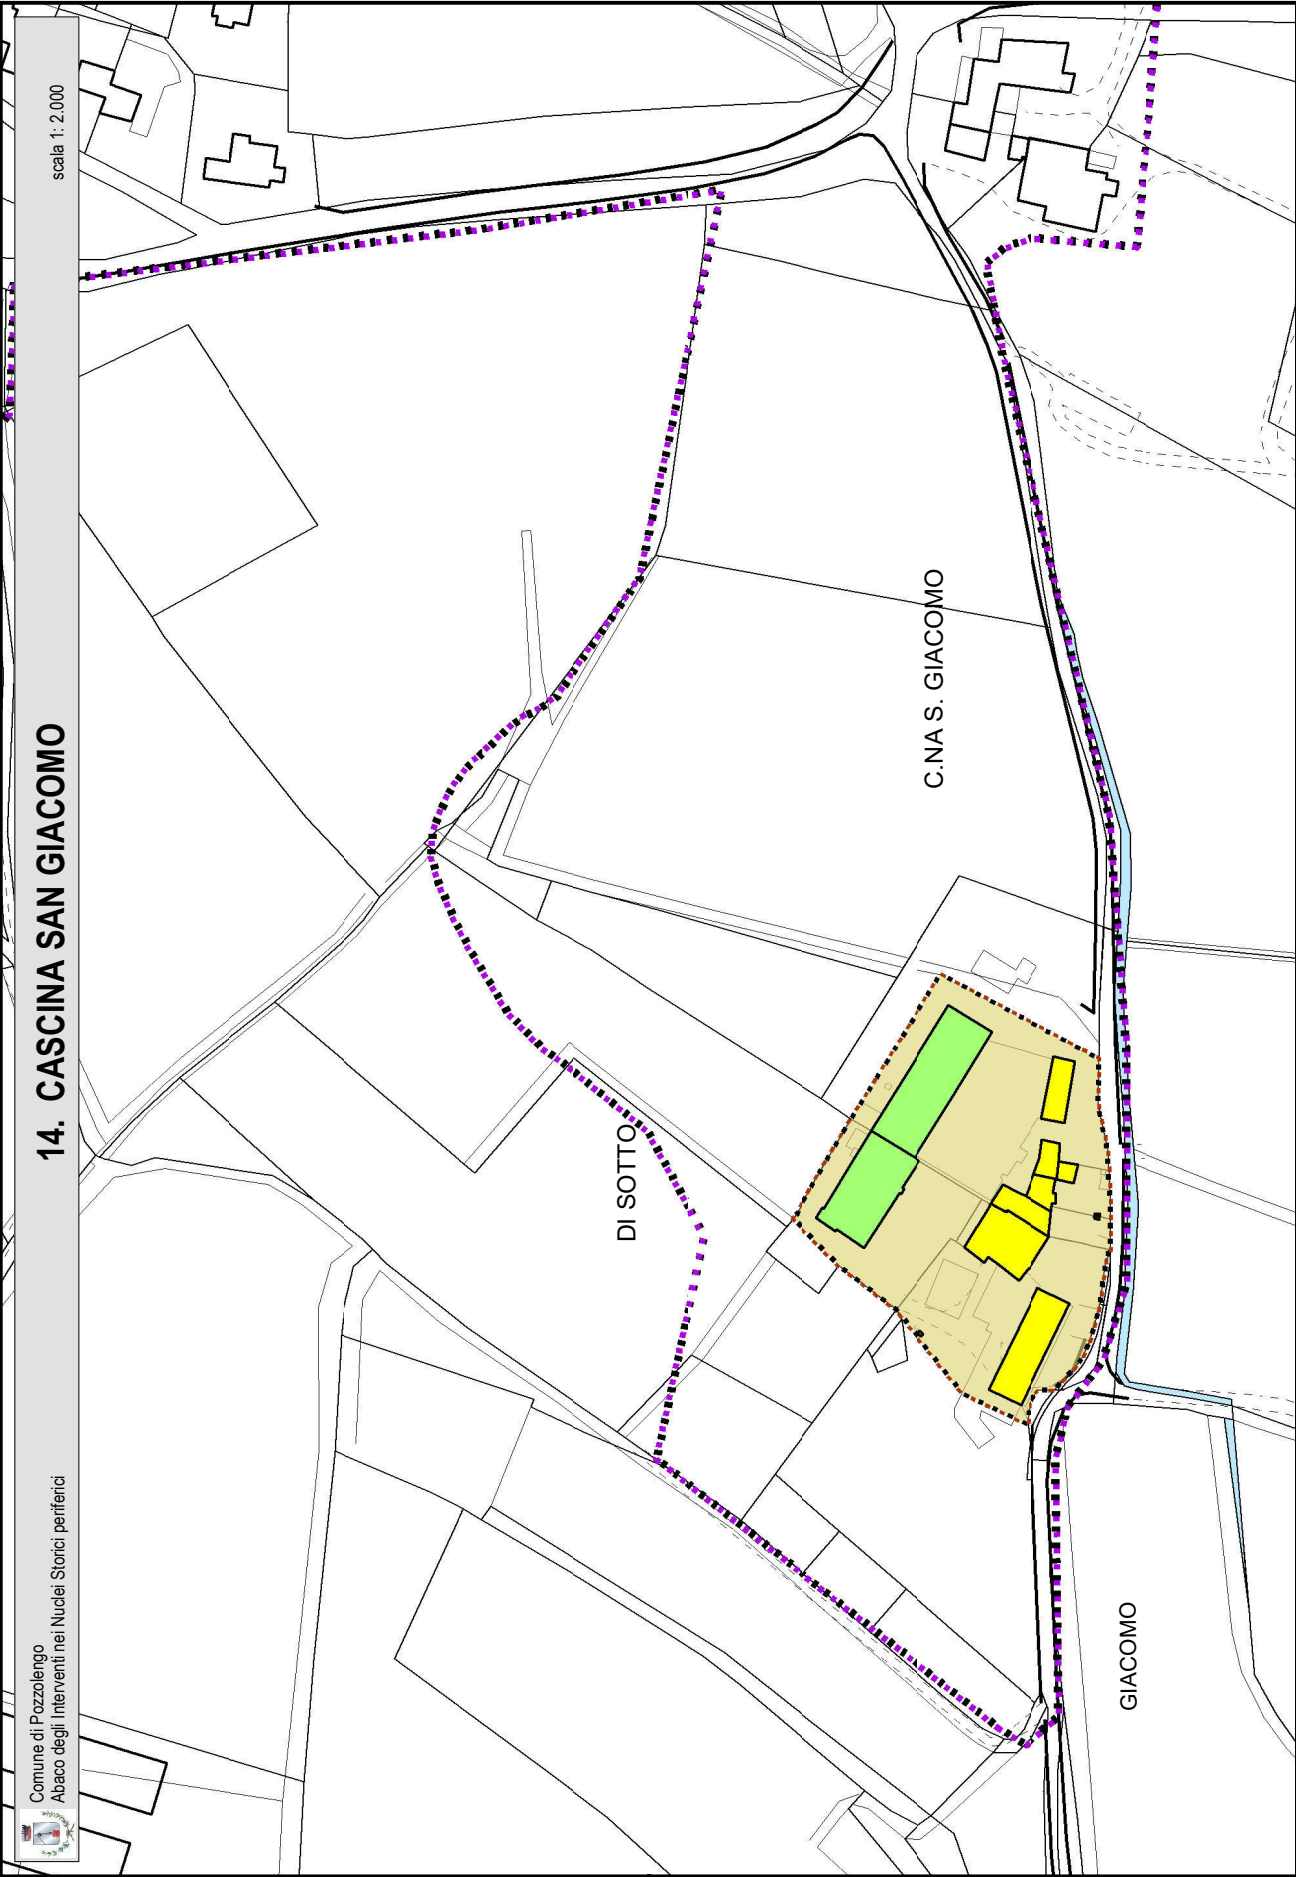 Comune di Pozzolengo
Abaco degli Interventi nei Nuclei Storici periferici
14. CASCINA SAN GIACOMO
scala 1: 2.000
DI SOTTO
C.NA S. GIACOMO
GIACOMO